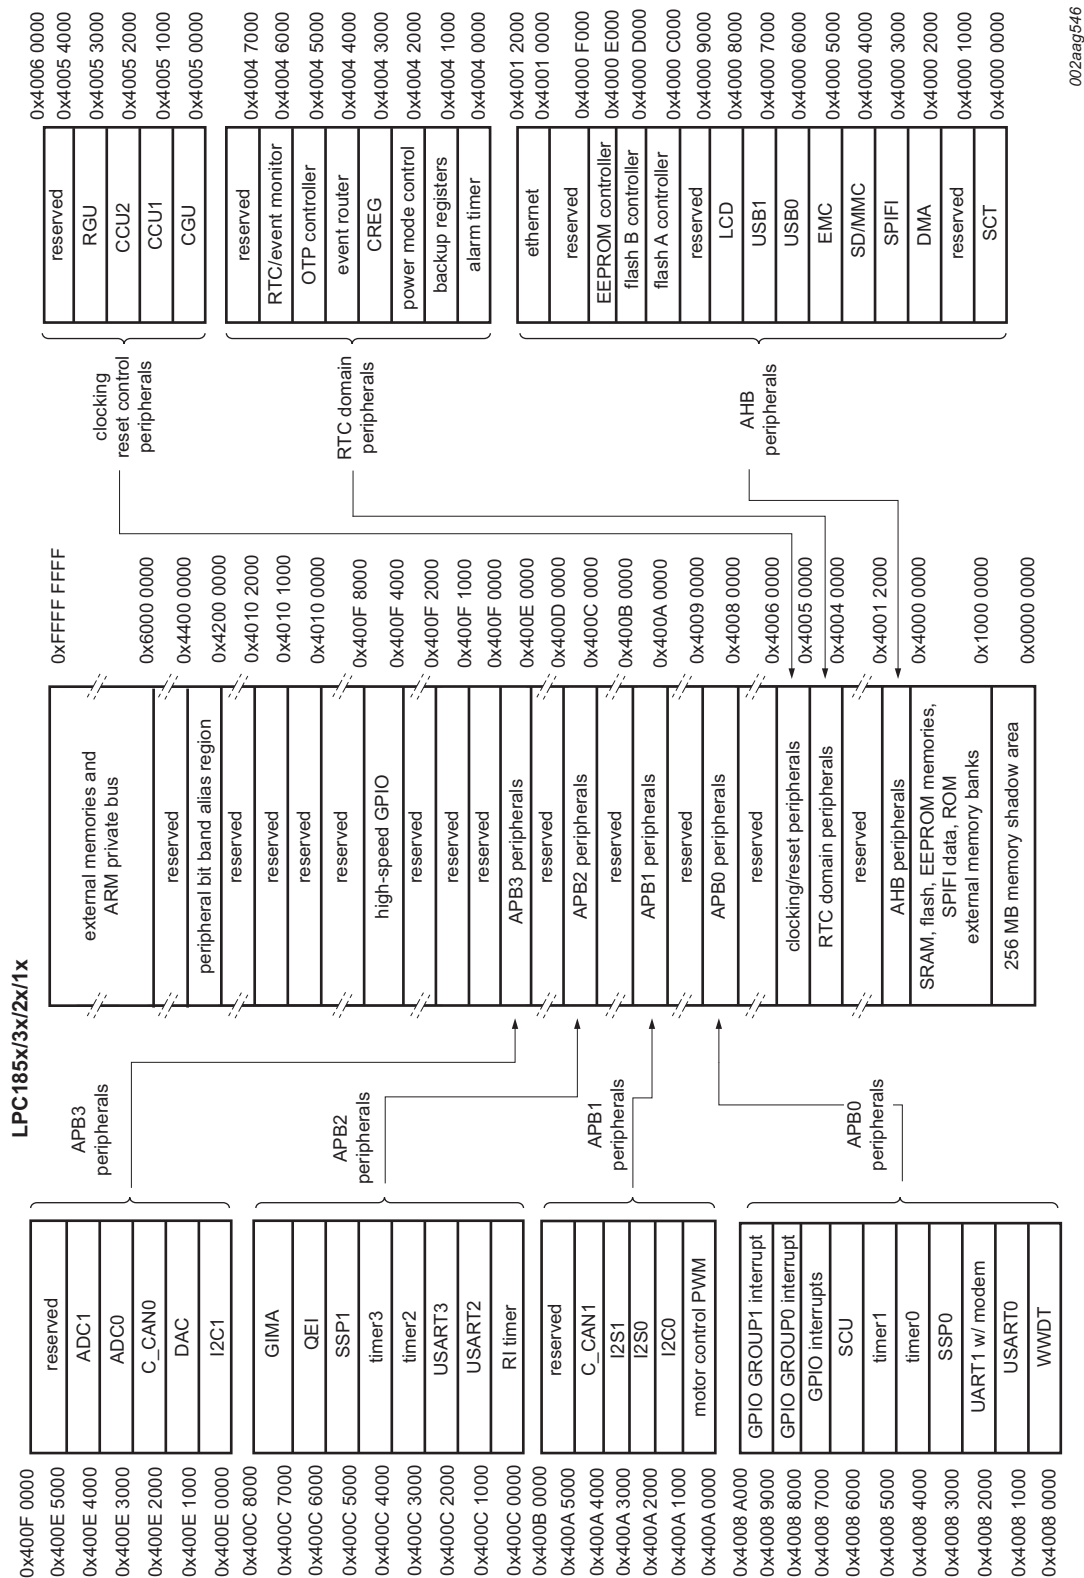 LPC185x/3x/2x/1x
0x400F 0000
reserved
0x400E 5000
ADC1
0x400E 4000
ADC0
0x400E 3000
C_CAN0
0x400E 2000
DAC
0x400E 1000
I2C1
0x400E 0000
APB3
peripherals
0x400C 8000
GIMA
0x400C 7000
QEI
0x400C 6000
SSP1
0x400C 5000
timer3
0x400C 4000
timer2
0x400C 3000
USART3
0x400C 2000
USART2
0x400C 1000
RI timer
0x400C 0000
APB2
peripherals
0x400B 0000
reserved
0x400A 5000
C_CAN1
0x400A 4000
I2S1
0x400A 3000
I2S0
0x400A 2000
I2C0
0x400A 1000
motor control PWM
0x400A 0000
APB1
peripherals
0x4008 A000
GPIO GROUP1 interrupt
0x4008 9000
GPIO GROUP0 interrupt
0x4008 8000
GPIO interrupts
0x4008 7000
SCU
0x4008 6000
timer1
0x4008 5000
timer0
0x4008 4000
SSP0
0x4008 3000
UART1 w/ modem
0x4008 2000
USART0
0x4008 1000
WWDT
0x4008 0000
APB0
peripherals
0xFFFF FFFF
external memories and
ARM private bus
0x6000 0000
reserved
0x4400 0000
peripheral bit band alias region
0x4200 0000
reserved
0x4010 2000
reserved
0x4010 1000
reserved
0x4010 0000
reserved
0x400F 8000
high-speed GPIO
0x400F 4000
reserved
0x400F 2000
reserved
0x400F 1000
reserved
0x400F 0000
APB3 peripherals
0x400E 0000
reserved
0x400D 0000
APB2 peripherals
0x400C 0000
reserved
0x400B 0000
APB1 peripherals
0x400A 0000
reserved
0x4009 0000
APB0 peripherals
0x4008 0000
reserved
0x4006 0000
clocking/reset peripherals
0x4005 0000
RTC domain peripherals
0x4004 0000
reserved
0x4001 2000
AHB peripherals
0x4000 0000
SRAM, flash, EEPROM memories,
SPIFI data, ROM
external memory banks
0x1000 0000
256 MB memory shadow area
0x0000 0000
clocking
reset control
peripherals
0x4006 0000
reserved
0x4005 4000
RGU
0x4005 3000
CCU2
0x4005 2000
CCU1
0x4005 1000
CGU
0x4005 0000
RTC domain
peripherals
reserved
0x4004 7000
RTC/event monitor
0x4004 6000
OTP controller
0x4004 5000
event router
0x4004 4000
CREG
0x4004 3000
power mode control
0x4004 2000
backup registers
0x4004 1000
alarm timer
0x4004 0000
AHB
peripherals
0x4001 2000
ethernet
0x4001 0000
reserved
0x4000 F000
EEPROM controller
0x4000 E000
flash B controller
0x4000 D000
flash A controller
0x4000 C000
reserved
0x4000 9000
LCD
0x4000 8000
USB1
0x4000 7000
USB0
0x4000 6000
EMC
0x4000 5000
SD/MMC
0x4000 4000
SPIFI
0x4000 3000
DMA
0x4000 2000
reserved
0x4000 1000
SCT
0x4000 0000
002aag546